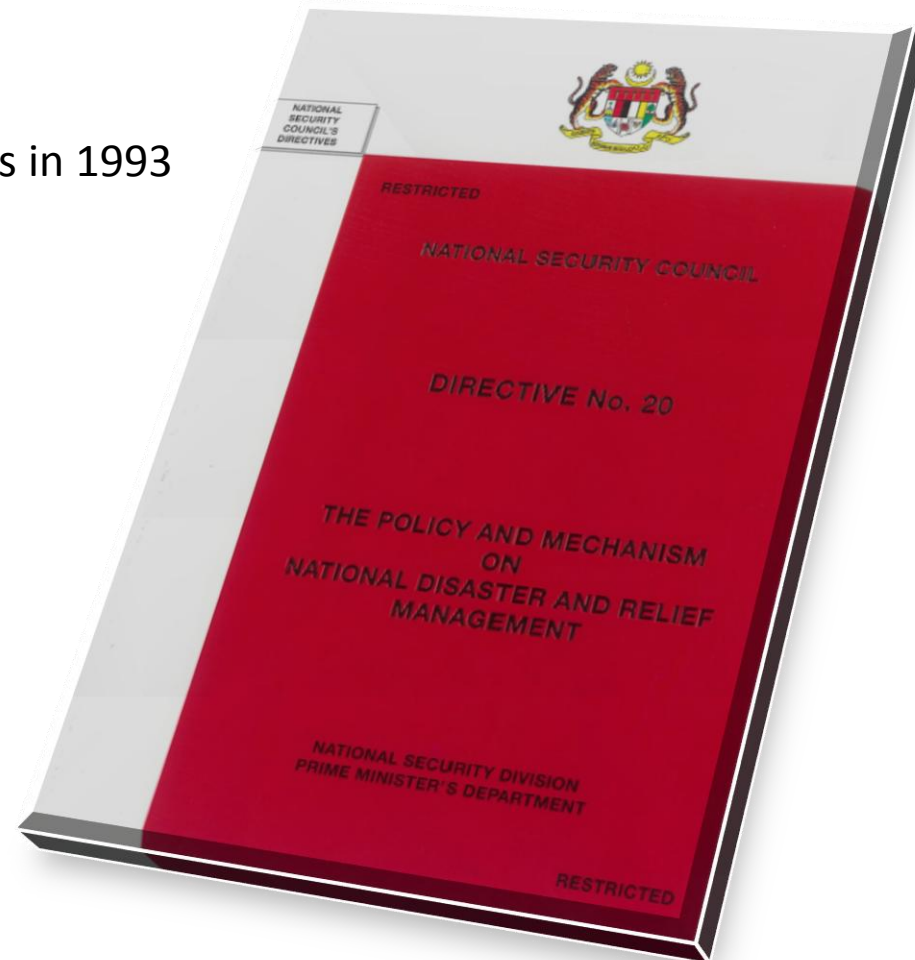 s in 1993
NATIONAL
SECURITY
COUNCIL'S
DIRECTIVES
RESTRICTED
NATIONAL SECURITY COUNCIL
DIRECTIVE No. 20
THE POLICY AND MECHANISM
ON
NATIONAL DISASTER AND RELIEF
MANAGEMENT
NATIONAL SECURITY DIVISION
PRIME MINISTER'S DEPARTMENT
RESTRICTED